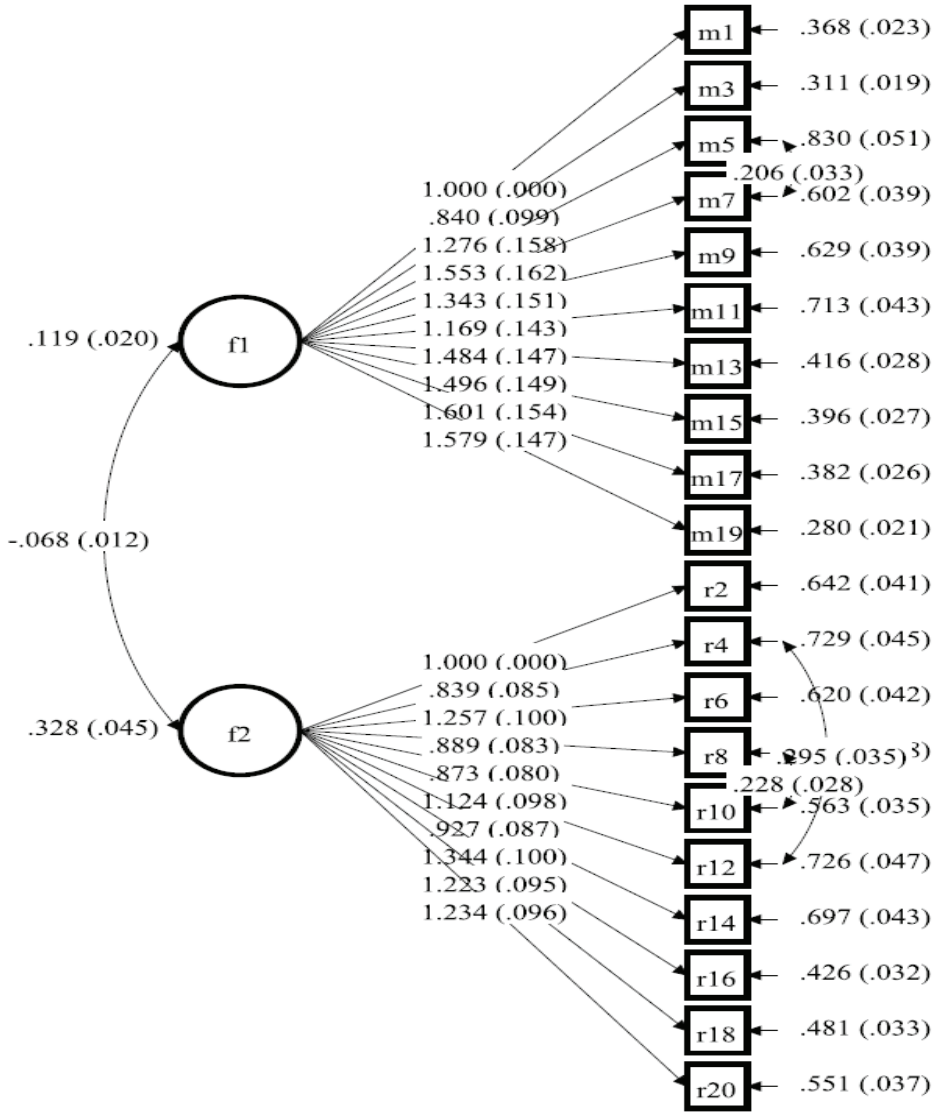 m1 .368 (.023)
m3 .311 (.019)
m5 .830 (.051)
.206 (.033)
m7 .602 (.039)
m9 .629 (.039)
m11 .713 (.043)
m13 .416 (.028)
m15 .396 (.027)
m17 .382 (.026)
m19 .280 (.021)
1.000 (.000)
.840 (.099)
1.276 (.158)
1.553 (.162)
1.343 (.151)
1.169 (.143)
1.484 (.147)
1.496 (.149)
1.601 (.154)
1.579 (.147)
.119 (.020) f1
-.068 (.012)
.328 (.045) f2
1.000 (.000)
.839 (.085)
1.257 (.100)
.889 (.083)
.873 (.080)
1.124 (.098)
.927 (.087)
1.344 (.100)
1.223 (.095)
1.234 (.096)
r2 .642 (.041)
r4 .729 (.045)
r6 .620 (.042)
r8 .295 (.035)
.228 (.028)
r10 .563 (.035)
r12 .726 (.047)
r14 .697 (.043)
r16 .426 (.032)
r18 .481 (.033)
r20 .551 (.037)